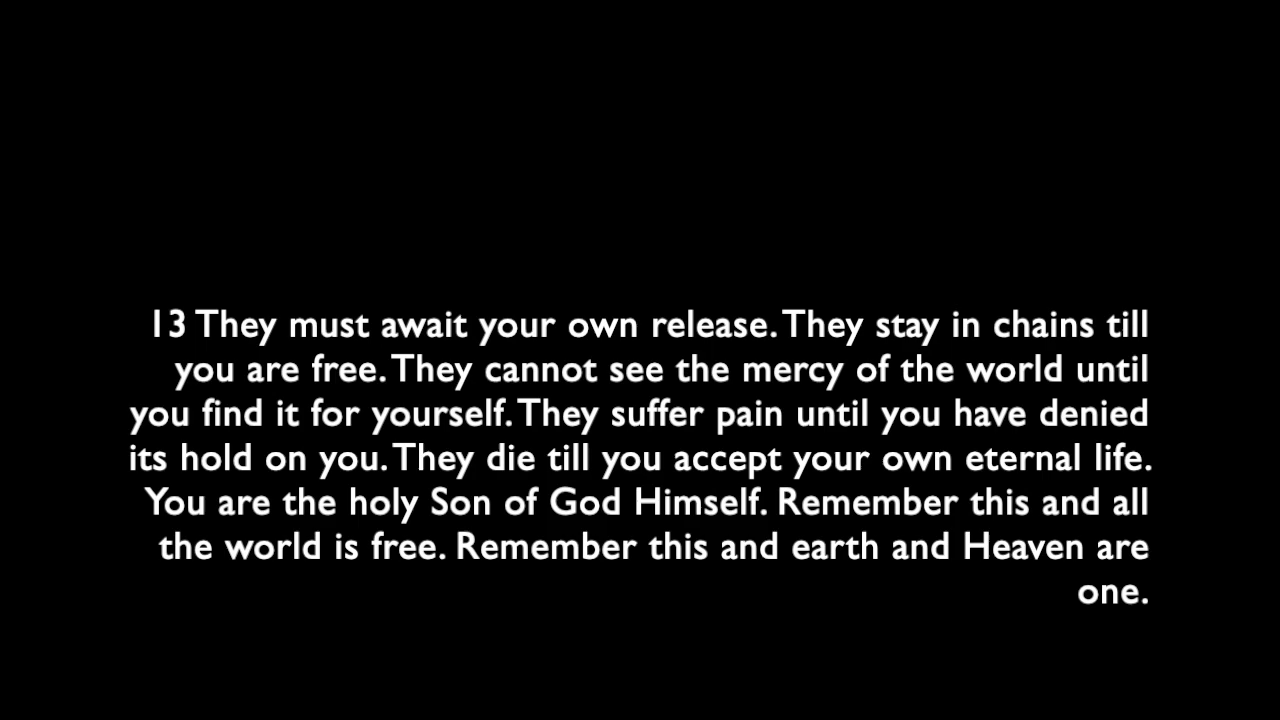 13 They must await your own release. They stay in chains till
you are free. They cannot see the mercy of the world until
you find it for yourself. They suffer pain until you have denied
its hold on you. They die till you accept your own eternal life.
You are the holy Son of God Himself. Remember this and all
the world is free. Remember this and earth and Heaven are
one.